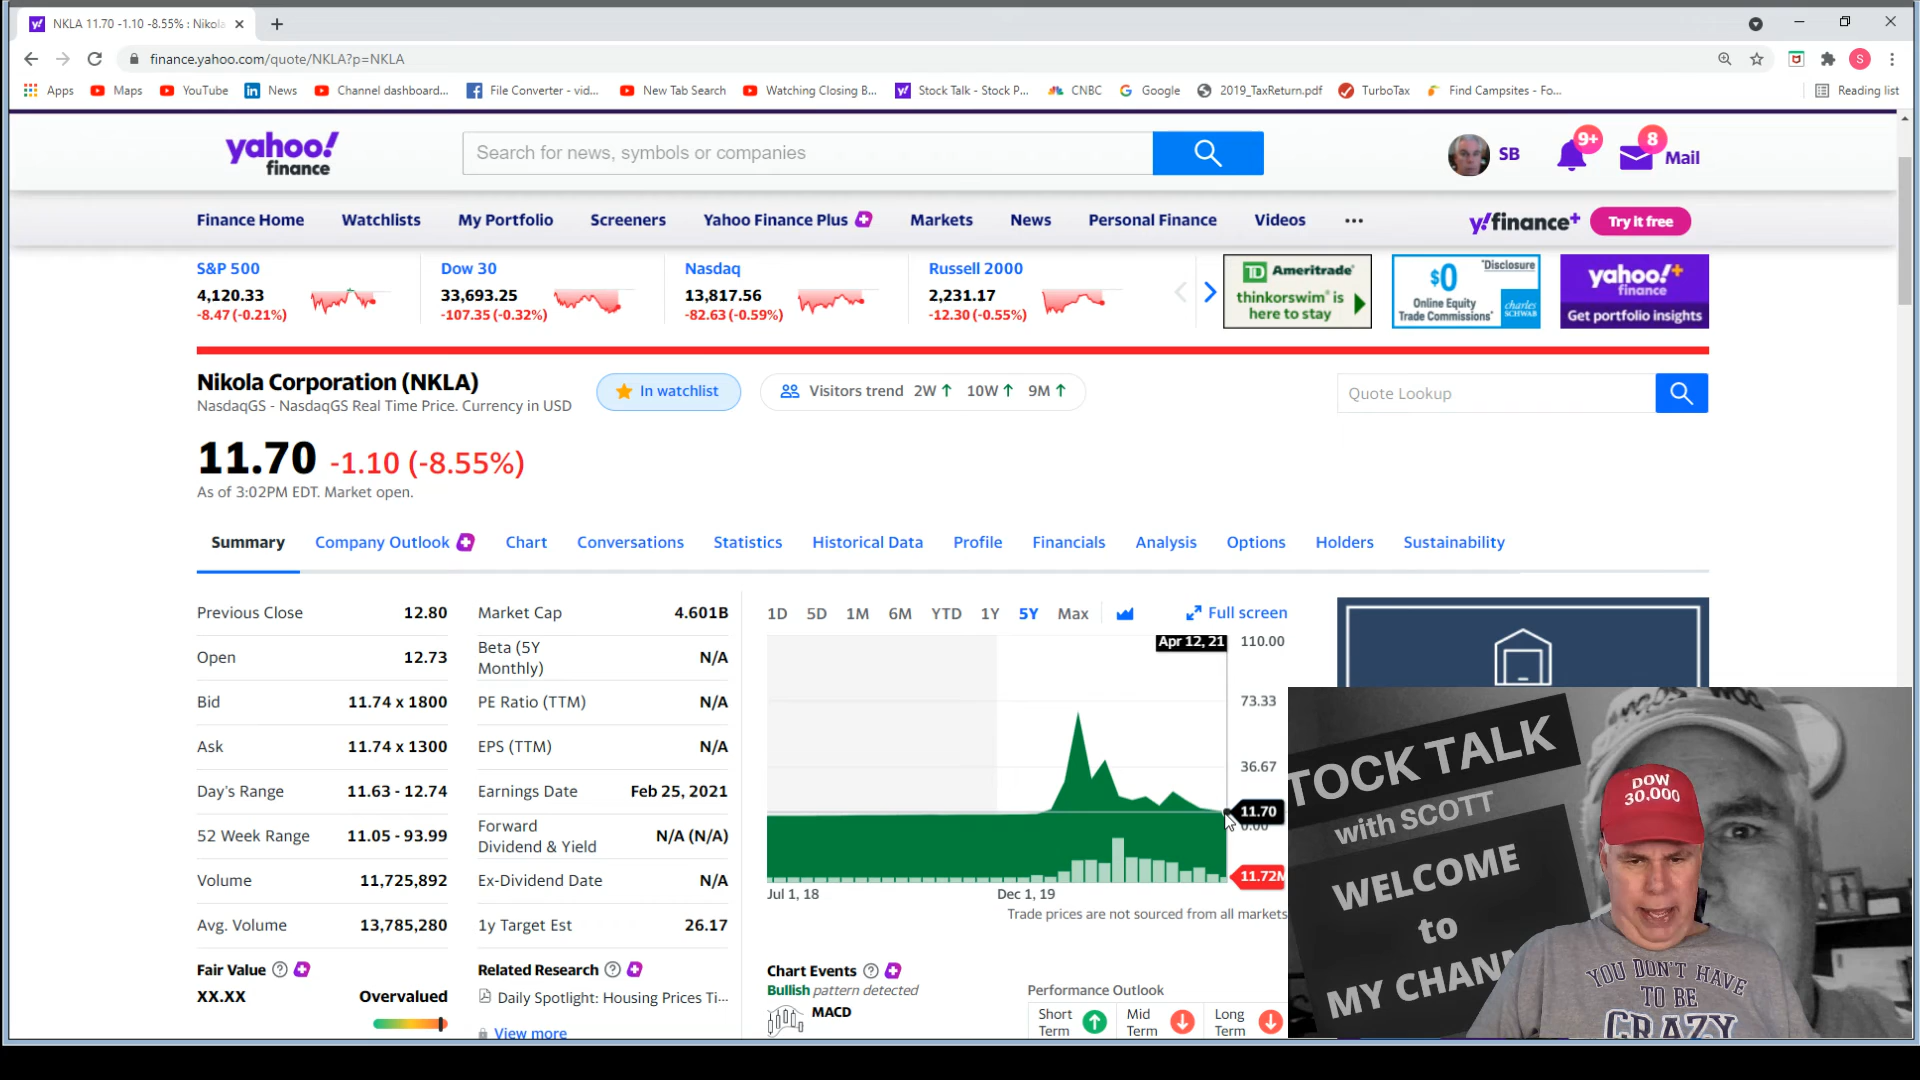 NKLA 11.70 -1.10 -8.55% : Nikola
finance.yahoo.com/quote/NKLA?p=NKLA
S
Apps Maps YouTube News Channel dashboard... File Converter - vid... New Tab Search Watching Closing B... Stock Talk - Stock P... CNBC Google 2019_TaxReturn.pdf TurboTax Find Campsites - Fo... Reading list
yahoo!
finance
Search for news, symbols or companies
SB
9+
8
Mail
Finance Home Watchlists My Portfolio Screeners Yahoo Finance Plus Markets News Personal Finance Videos ...
y!finance+ Try it free
S&P 500
4,120.33
-8.47 (-0.21%)
Dow 30
33,693.25
-107.35 (-0.32%)
Nasdaq
13,817.56
-82.63 (-0.59%)
Russell 2000
2,231.17
-12.30 (-0.55%)
TD Ameritrade
thinkorswim® is
here to stay
$0
*Disclosure
Online Equity
Trade Commissions*
charles
SCHWAB
yahoo!+
finance
Get portfolio insights
Nikola Corporation (NKLA)
NasdaqGS - NasdaqGS Real Time Price. Currency in USD
In watchlist
Visitors trend 2W 10W 9M
Quote Lookup
11.70 -1.10 (-8.55%)
As of 3:02PM EDT. Market open.
Summary Company Outlook Chart Conversations Statistics Historical Data Profile Financials Analysis Options Holders Sustainability
Previous Close 12.80
Open 12.73
Bid 11.74 x 1800
Ask 11.74 x 1300
Day's Range 11.63 - 12.74
52 Week Range 11.05 - 93.99
Volume 11,725,892
Avg. Volume 13,785,280
Market Cap 4.601B
Beta (5Y
Monthly) N/A
PE Ratio (TTM) N/A
EPS (TTM) N/A
Earnings Date Feb 25, 2021
Forward
Dividend & Yield N/A (N/A)
Ex-Dividend Date N/A
1y Target Est 26.17
Fair Value
XX.XX Overvalued
Related Research
Daily Spotlight: Housing Prices Ti...
View more
1D 5D 1M 6M YTD 1Y 5Y Max Full screen
Apr 12, 21
110.00
73.33
36.67
11.70
0.00
11.72M
Jul 1, 18 Dec 1, 19
Trade prices are not sourced from all markets
Chart Events
Bullish pattern detected
MACD
Performance Outlook
Short
Term
Mid
Term
Long
Term
TOCK TALK
with SCOTT
WELCOME
to
MY CHAN
DOW
30,000
YOU DON'T HAVE
TO BE
CRAZY